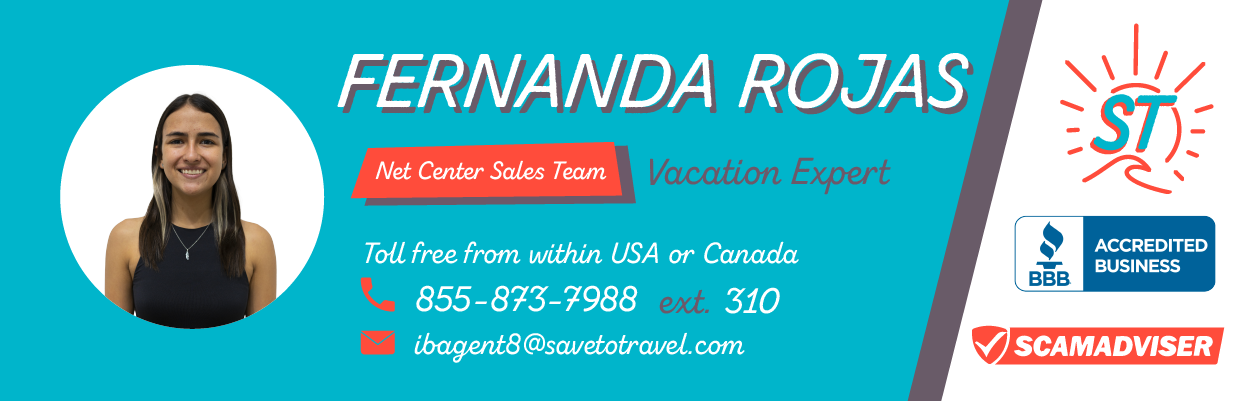 FERNANDA ROJAS
Net Center Sales Team
Vacation Expert
Toll free from within USA or Canada
855-873-7988 ext. 310
ibagent8@savetotravel.com
ST
BBB
ACCREDITED
BUSINESS
SCAMADVISER